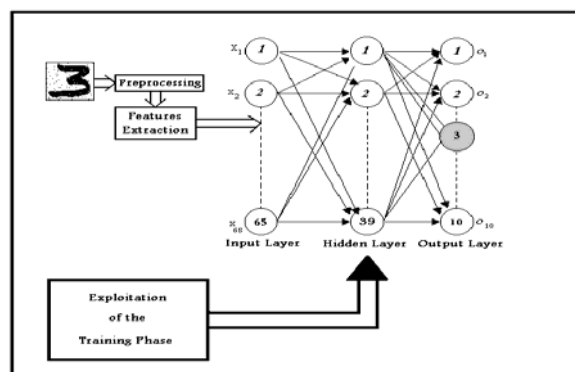 X1 1 1 1 O1
Preprocessing
X2 2 2 2 O2
Features
Extraction
3
X68 65 39 10 O10
Input Layer Hidden Layer Output Layer
Exploitation
of the
Training Phase